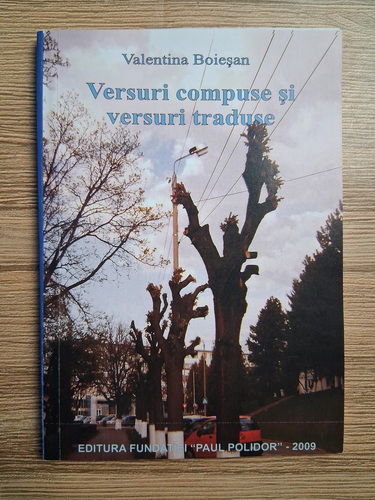 Valentina Boieşan
Versuri compuse şi
versuri traduse
EDITURA FUNDAŢIEI "PAUL POLIDOR" - 2009